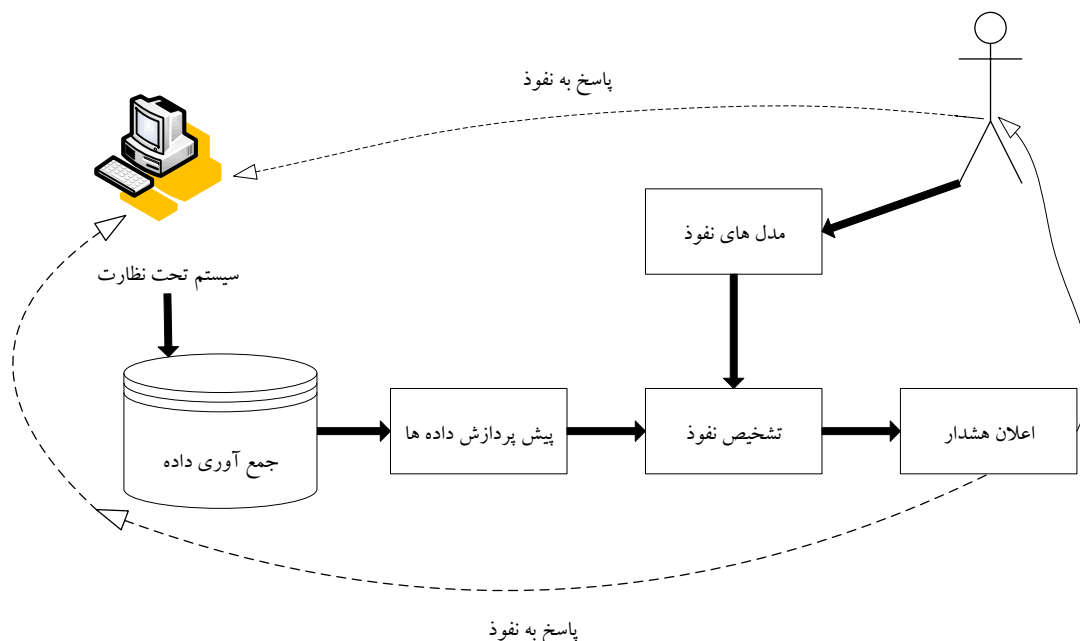 پاسخ به نفوذ
مدل های نفوذ
سیستم تحت نظارت
جمع آوری داده
پیش پردازش داده ها
تشخیص نفوذ
اعلان هشدار
پاسخ به نفوذ